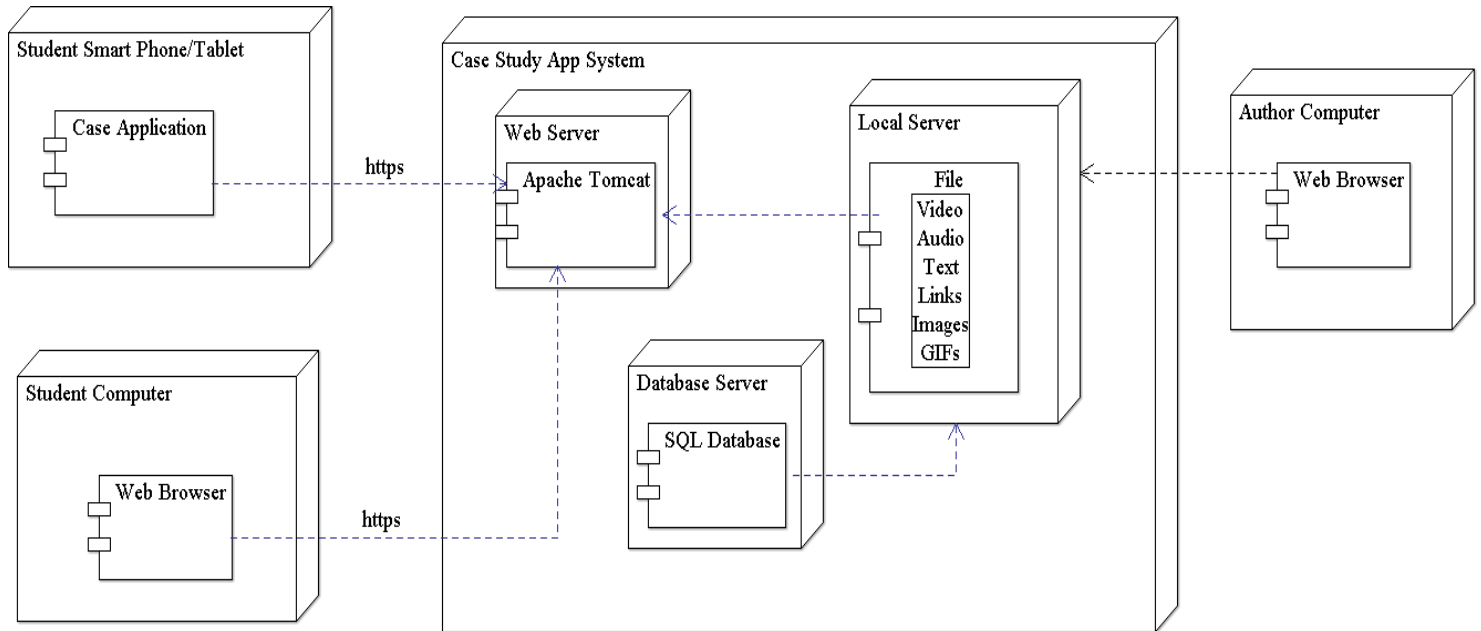 Student Smart Phone/Tablet
Case Application
https
Student Computer
Web Browser
https
Case Study App System
Web Server
Apache Tomcat
Local Server
File
Video
Audio
Text
Links
Images
GIFs
Database Server
SQL Database
Author Computer
Web Browser